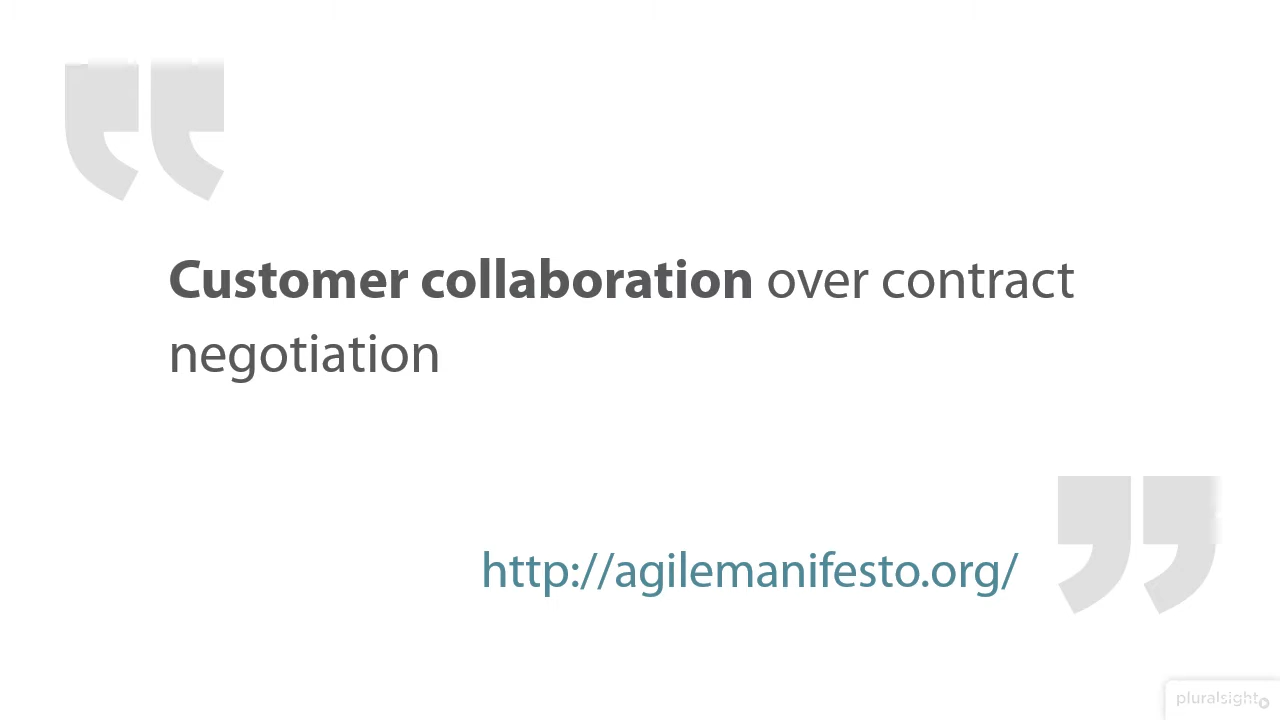 Customer collaboration over contract
negotiation
http://agilemanifesto.org/
pluralsight